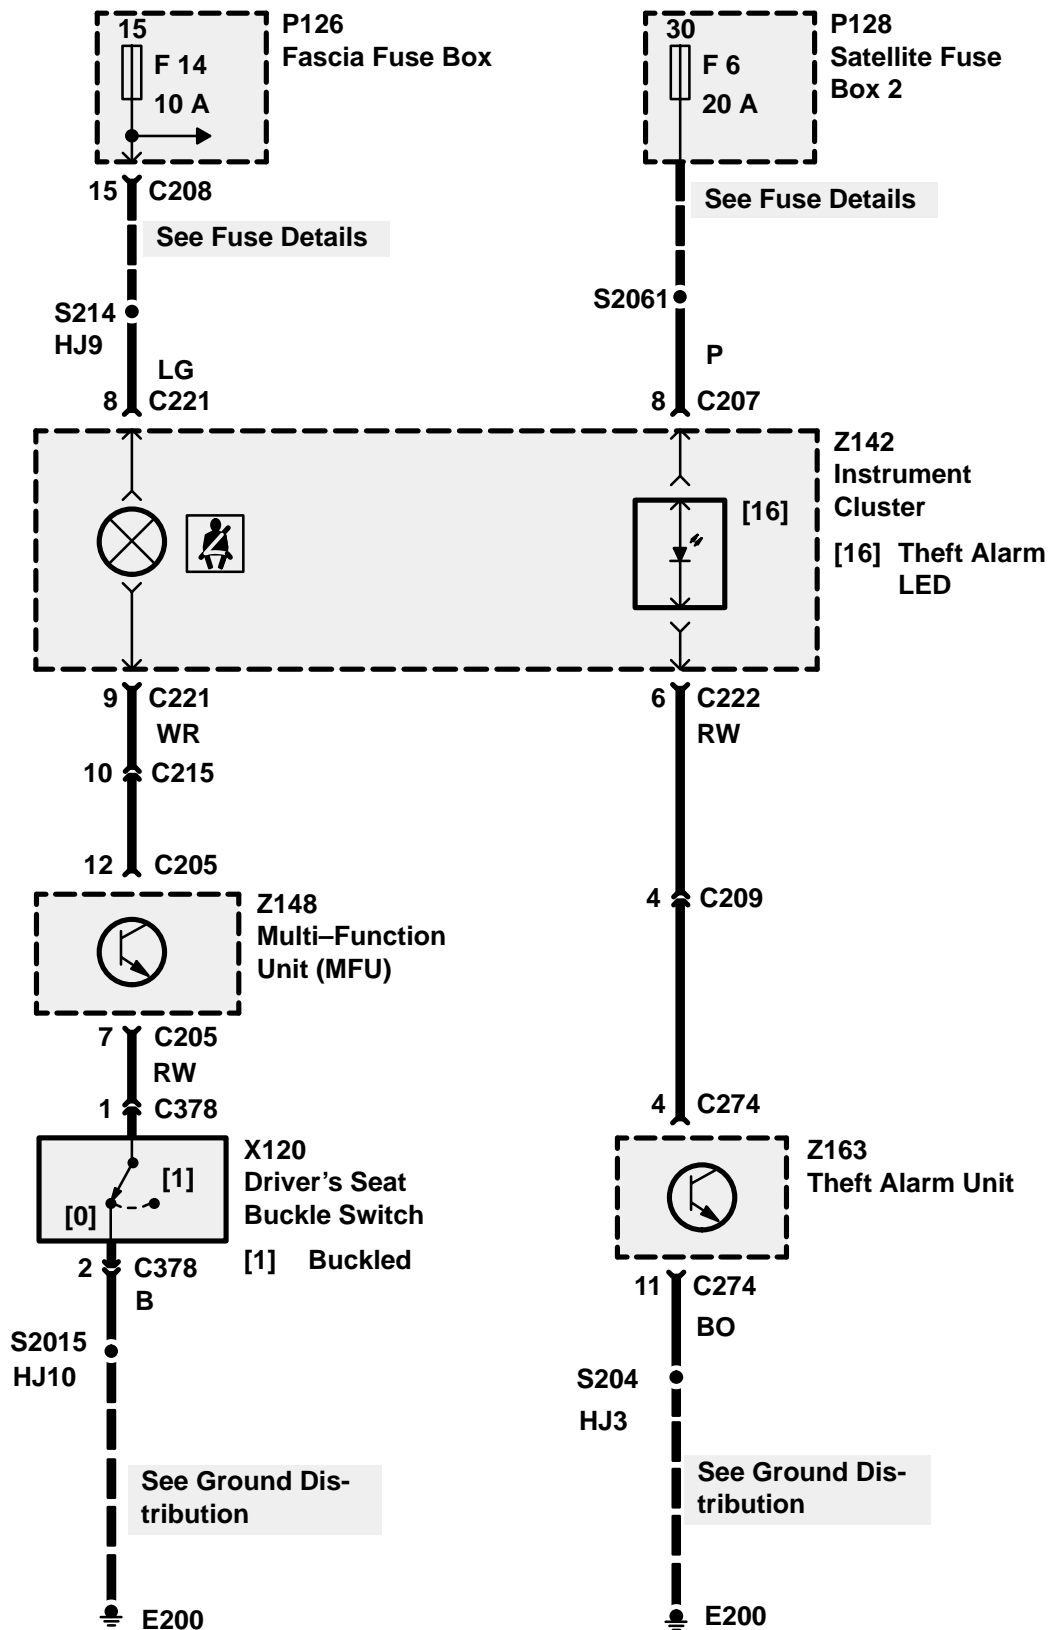 15
P126
Fascia Fuse Box
F 14
10 A
30
P128
Satellite Fuse
Box 2
F 6
20 A
15 C208
See Fuse Details
See Fuse Details
S214
HJ9
S2061
LG
8 C221
P
8 C207
Z142
Instrument
Cluster
[16]
[16] Theft Alarm
LED
9 C221
WR
6 C222
RW
10 C215
12 C205
Z148
Multi–Function
Unit (MFU)
4 C209
7 C205
RW
1 C378
4 C274
X120
Driver’s Seat
Buckle Switch
[1]
[0]
[1] Buckled
Z163
Theft Alarm Unit
2 C378
B
11 C274
BO
S2015
HJ10
S204
HJ3
See Ground Dis-
tribution
See Ground Dis-
tribution
E200
E200